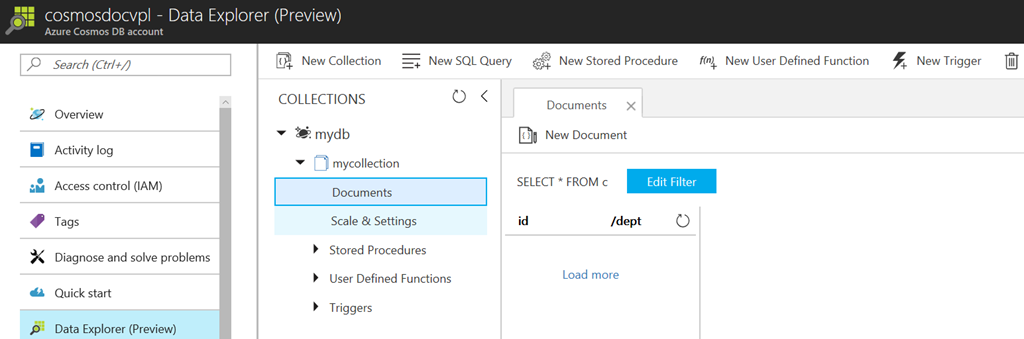 cosmosdocvpl - Data Explorer (Preview)
Azure Cosmos DB account
Search (Ctrl+/)
Overview
Activity log
Access control (IAM)
Tags
Diagnose and solve problems
Quick start
Data Explorer (Preview)
New Collection
New SQL Query
New Stored Procedure
f(n) New User Defined Function
New Trigger
COLLECTIONS
mydb
mycollection
Documents
Scale & Settings
Stored Procedures
User Defined Functions
Triggers
Documents
New Document
SELECT * FROM c Edit Filter
id /dept
Load more